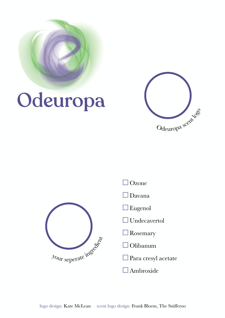 Odeuropa
Odeuropa scent logo
Ozone
Davana
Eugenol
Undecavertol
Rosemary
Olibanum
Para cresyl acetate
Ambroxide
your seperate ingredient
logo design: Kate McLean scent logo design: Frank Bloem, The Snifferoo